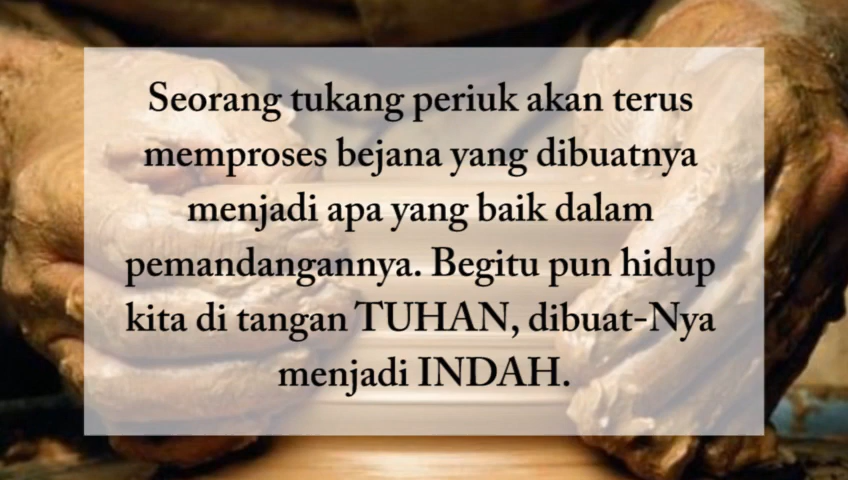 Seorang tukang periuk akan terus
memproses bejana yang dibuatnya
menjadi apa yang baik dalam
pemandangannya. Begitu pun hidup
kita di tangan TUHAN, dibuat-Nya
menjadi INDAH.